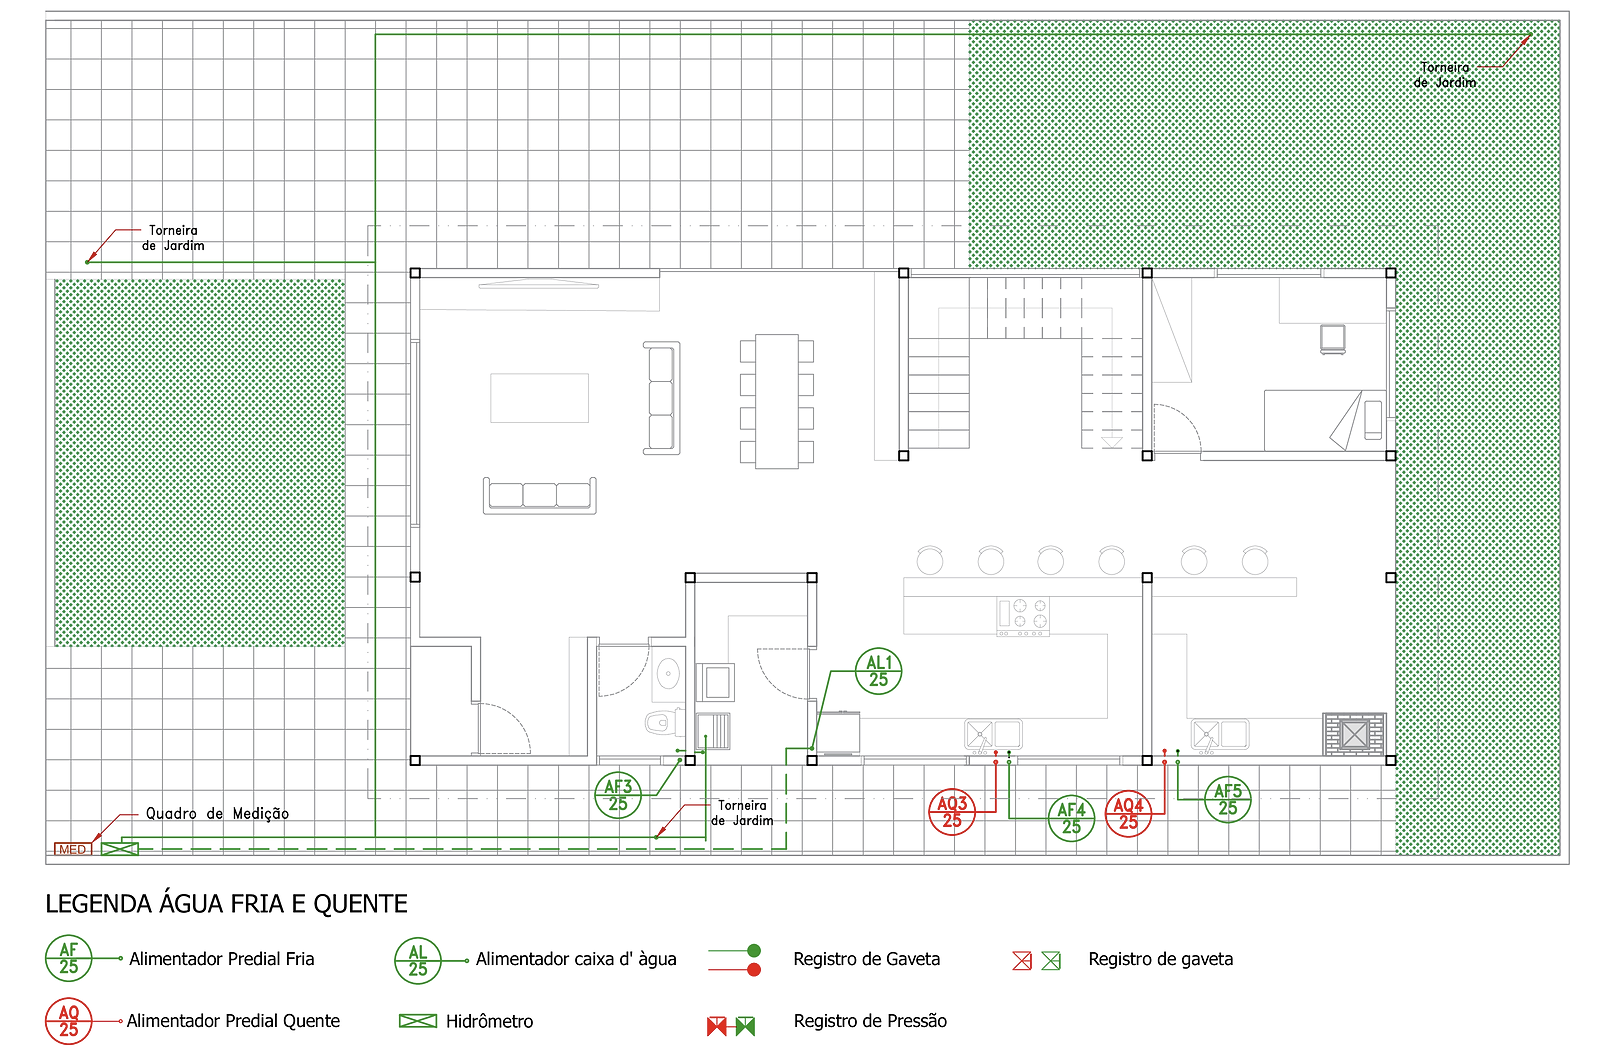 Torneira
de Jardim
Torneira
de Jardim
AL1
25
AF3
25
Torneira
de Jardim
AQ3
25
AF4
25
AQ4
25
AF5
25
Quadro de Medição
MED
LEGENDA ÁGUA FRIA E QUENTE
AF
25
Alimentador Predial Fria
AL
25
Alimentador caixa d' àgua
Registro de Gaveta
Registro de gaveta
AQ
25
Alimentador Predial Quente
Hidrômetro
Registro de Pressão